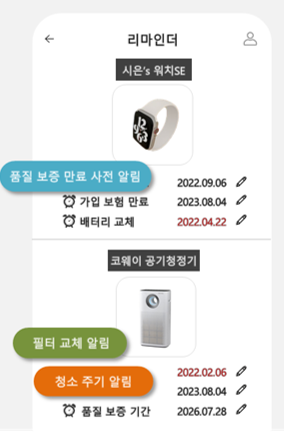 리마인더
시은's 워치SE
품질 보증 만료 사전 알림
2022.09.06
가입 보험 만료 2023.08.04
배터리 교체 2022.04.22
코웨이 공기청정기
필터 교체 알림
2022.02.06
청소 주기 알림
2023.08.04
품질 보증 기간 2026.07.28